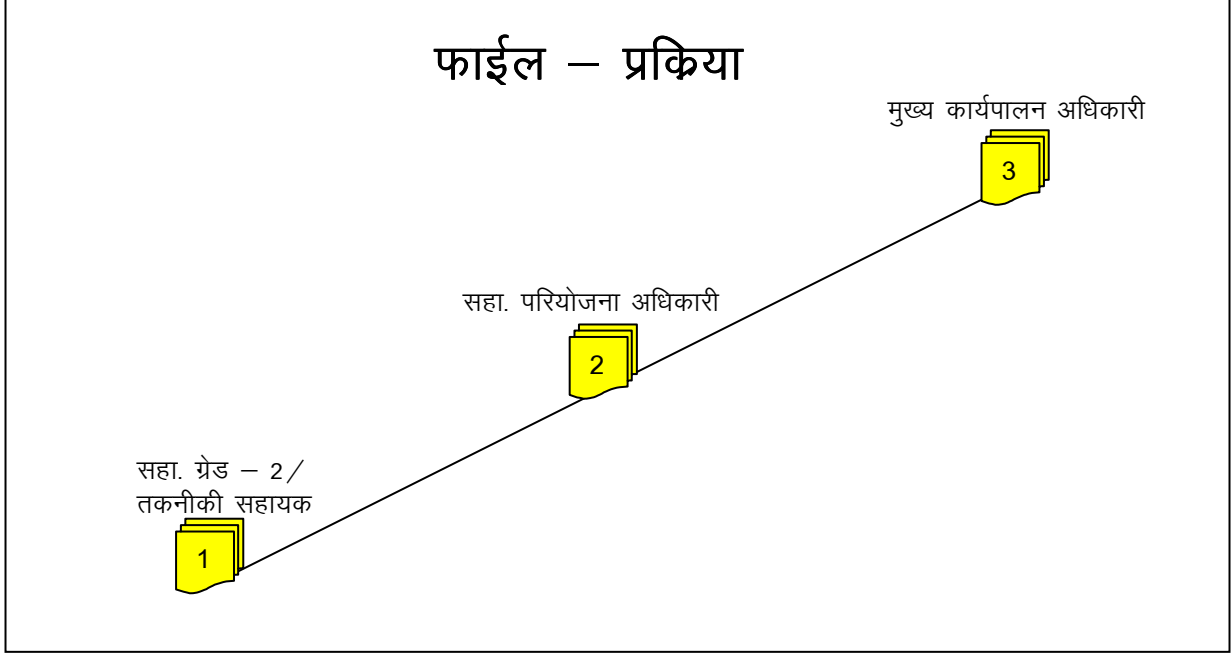 फाईल – प्रक्रिया
मुख्य कार्यपालन अधिकारी
3
सहा. परियोजना अधिकारी
2
सहा. ग्रेड – 2/
तकनीकी सहायक
1